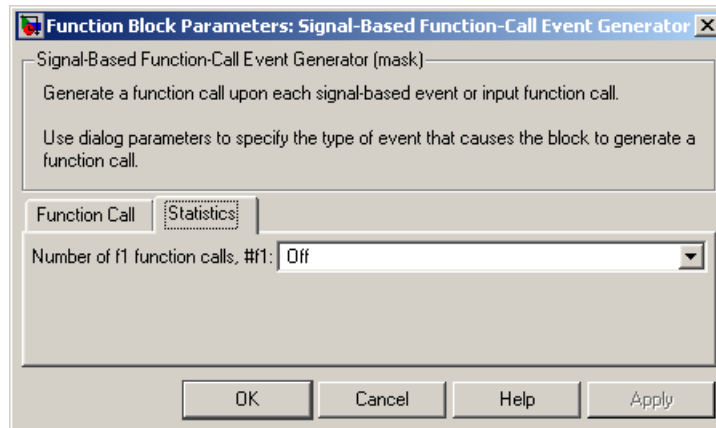 Function Block Parameters: Signal-Based Function-Call Event Generator
Signal-Based Function-Call Event Generator (mask)
Generate a function call upon each signal-based event or input function call.
Use dialog parameters to specify the type of event that causes the block to generate a
function call.
Function Call Statistics
Number of f1 function calls, #f1: Off
OK Cancel Help Apply